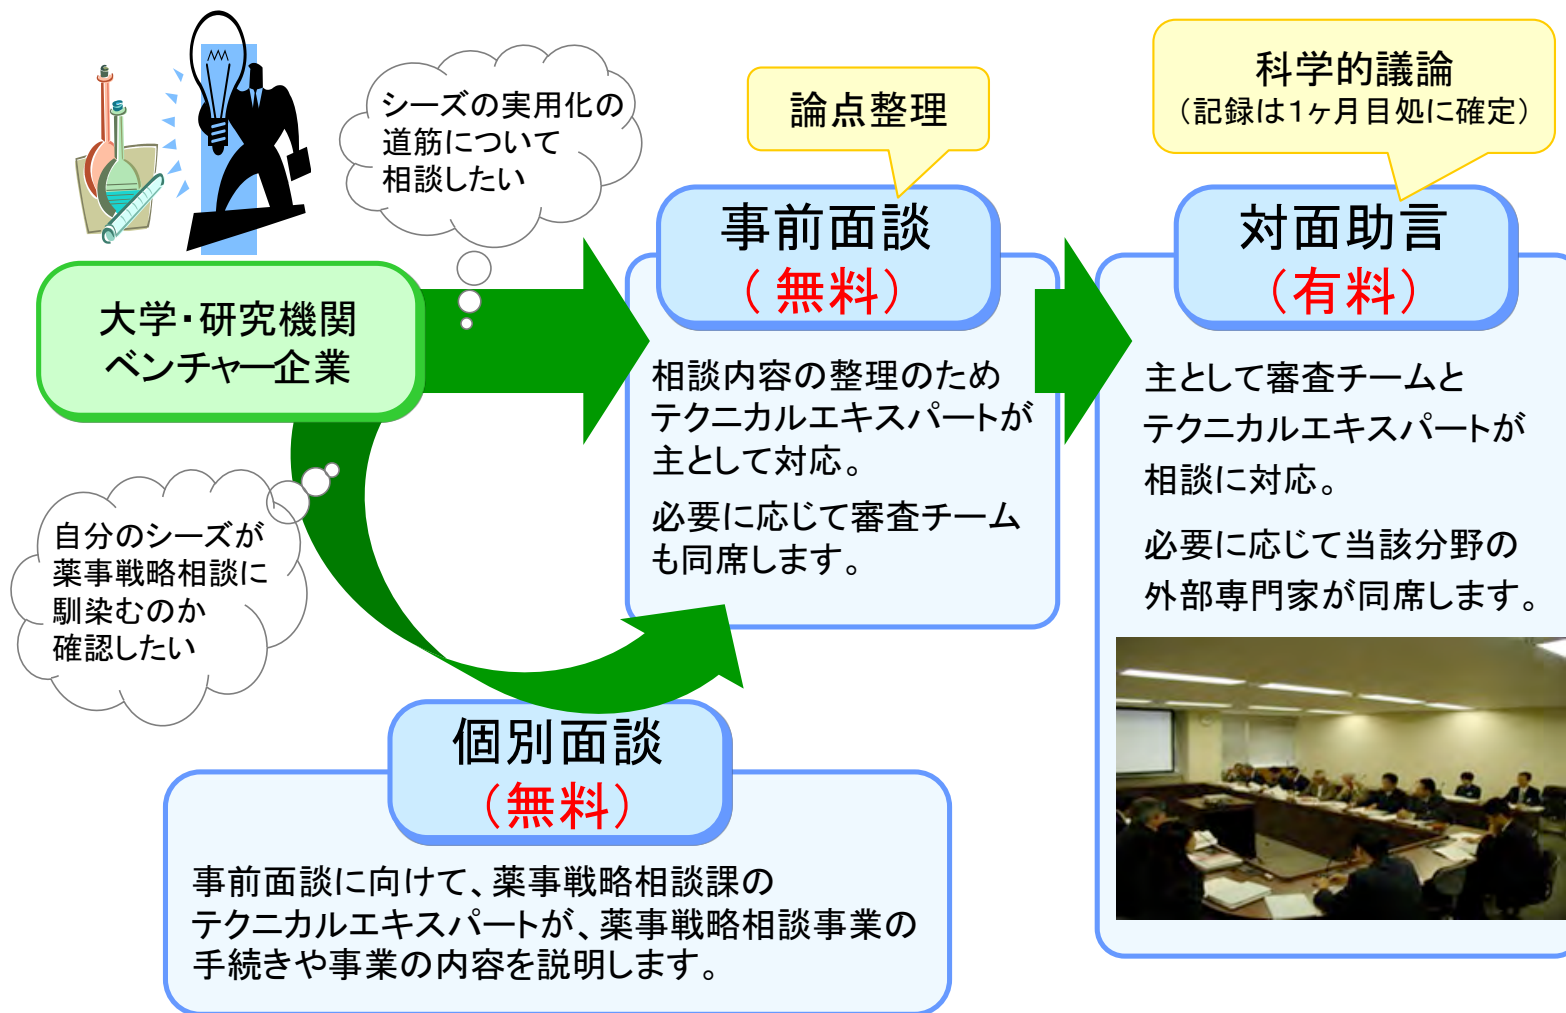 シーズの実用化の
道筋について
相談したい
論点整理
科学的議論
（記録は1ヶ月目処に確定）
大学・研究機関
ベンチャー企業
事前面談
（無料）
相談内容の整理のため
テクニカルエキスパートが
主として対応。
必要に応じて審査チーム
も同席します。
対面助言
（有料）
主として審査チームと
テクニカルエキスパートが
相談に対応。
必要に応じて当該分野の
外部専門家が同席します。
自分のシーズが
薬事戦略相談に
馴染むのか
確認したい
個別面談
（無料）
事前面談に向けて、薬事戦略相談課の
テクニカルエキスパートが、薬事戦略相談事業の
手続きや事業の内容を説明します。